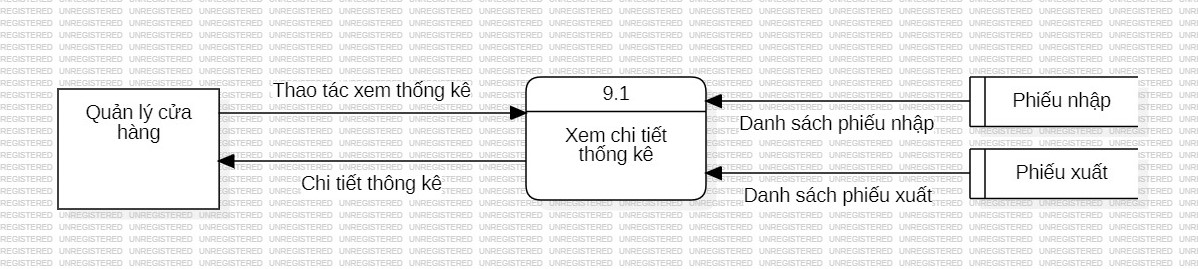 Thao tác xem thống kê
9.1
Quản lý cửa
hàng
Phiếu nhập
Danh sách phiếu nhập
Xem chi tiết
thống kê
Chi tiết thông kê
Phiếu xuất
Danh sách phiếu xuất
UNREGISTERED